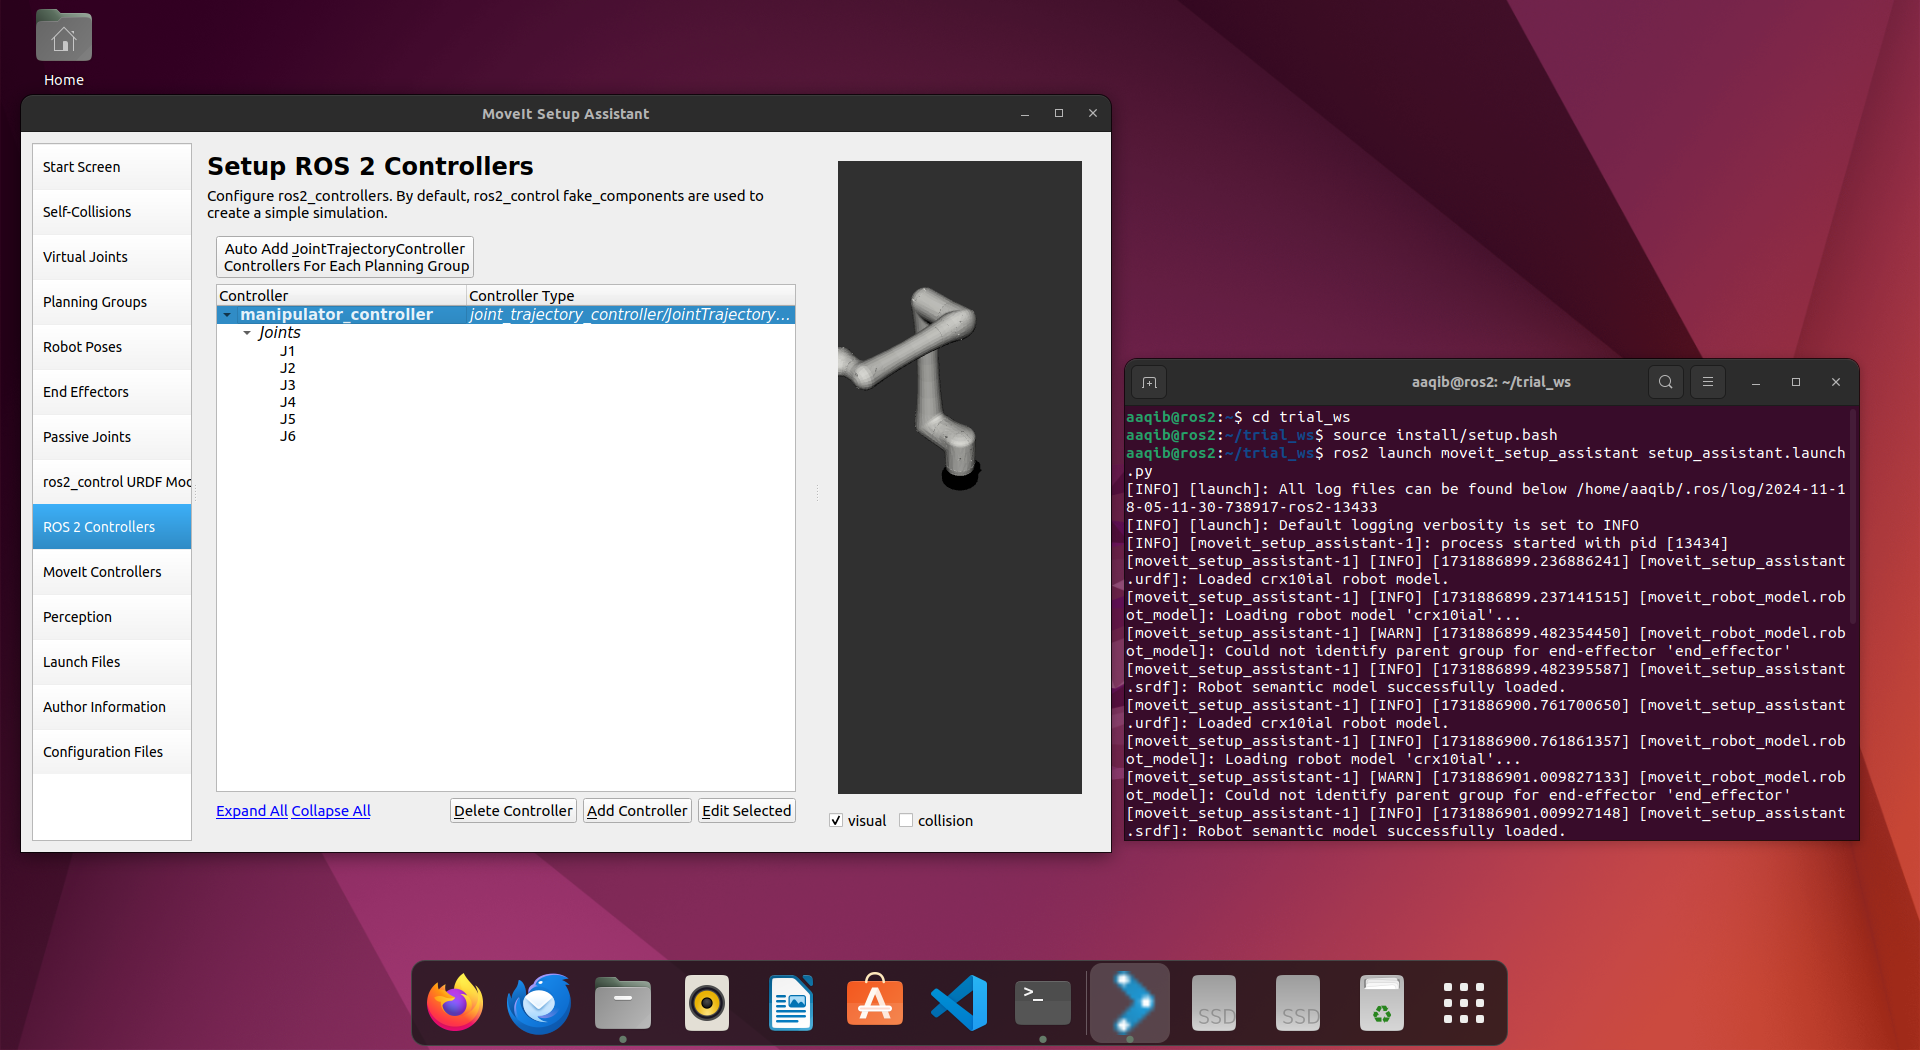 Home
MoveIt Setup Assistant
Start Screen
Self-Collisions
Virtual Joints
Planning Groups
Robot Poses
End Effectors
Passive Joints
ros2_control URDF Moc
ROS 2 Controllers
MoveIt Controllers
Perception
Launch Files
Author Information
Configuration Files
Setup ROS 2 Controllers
Configure ros2_controllers. By default, ros2_control fake_components are used to
create a simple simulation.
Auto Add JointTrajectoryController
Controllers For Each Planning Group
Controller Controller Type
manipulator_controller joint_trajectory_controller/JointTrajectory...
Joints
J1
J2
J3
J4
J5
J6
Expand All Collapse All Delete Controller Add Controller Edit Selected
visual collision
aaqib@ros2: ~/trial_ws
aaqib@ros2:~$ cd trial_ws
aaqib@ros2:~/trial_ws$ source install/setup.bash
aaqib@ros2:~/trial_ws$ ros2 launch moveit_setup_assistant setup_assistant.launch
.py
[INFO] [launch]: All log files can be found below /home/aaqib/.ros/log/2024-11-1
8-05-11-30-738917-ros2-13433
[INFO] [launch]: Default logging verbosity is set to INFO
[INFO] [moveit_setup_assistant-1]: process started with pid [13434]
[moveit_setup_assistant-1] [INFO] [1731886899.236886241] [moveit_setup_assistant
.urdf]: Loaded crx10ial robot model.
[moveit_setup_assistant-1] [INFO] [1731886899.237141515] [moveit_robot_model.rob
ot_model]: Loading robot model 'crx10ial'...
[moveit_setup_assistant-1] [WARN] [1731886899.482354450] [moveit_robot_model.rob
ot_model]: Could not identify parent group for end-effector 'end_effector'
[moveit_setup_assistant-1] [INFO] [1731886899.482395587] [moveit_setup_assistant
.srdf]: Robot semantic model successfully loaded.
[moveit_setup_assistant-1] [INFO] [1731886900.761700650] [moveit_setup_assistant
.urdf]: Loaded crx10ial robot model.
[moveit_setup_assistant-1] [INFO] [1731886900.761861357] [moveit_robot_model.rob
ot_model]: Loading robot model 'crx10ial'...
[moveit_setup_assistant-1] [WARN] [1731886901.009827133] [moveit_robot_model.rob
ot_model]: Could not identify parent group for end-effector 'end_effector'
[moveit_setup_assistant-1] [INFO] [1731886901.009927148] [moveit_setup_assistant
.srdf]: Robot semantic model successfully loaded.
SSD
SSD